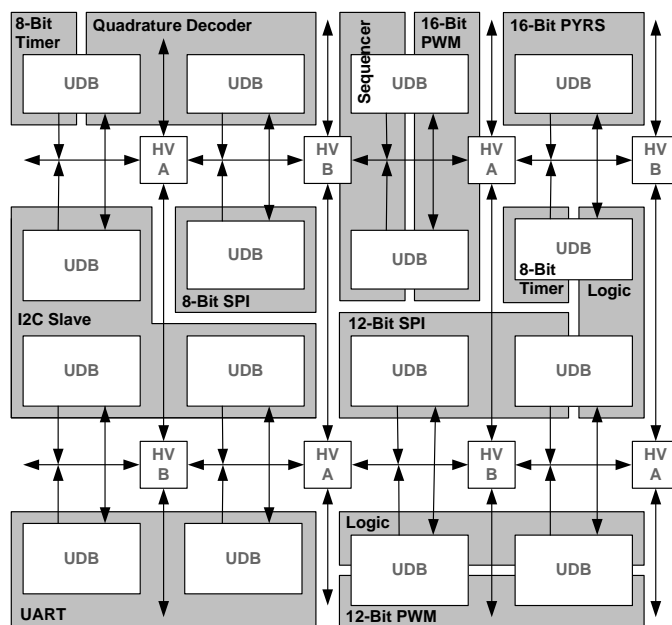 8-Bit
Timer
Quadrature Decoder
Sequencer
16-Bit
PWM
16-Bit PYRS
UDB
UDB
UDB
UDB
HV
A
HV
B
HV
A
HV
B
UDB
UDB
UDB
UDB
8-Bit
Timer
Logic
8-Bit SPI
I2C Slave
12-Bit SPI
UDB
UDB
UDB
UDB
HV
B
HV
A
HV
B
HV
A
Logic
UDB
UDB
UDB
UDB
UART
12-Bit PWM